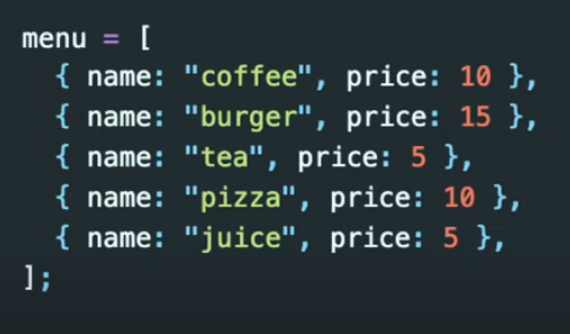 menu = [
{ name: "coffee", price: 10 },
{ name: "burger", price: 15 },
{ name: "tea", price: 5 },
{ name: "pizza", price: 10 },
{ name: "juice", price: 5 },
];